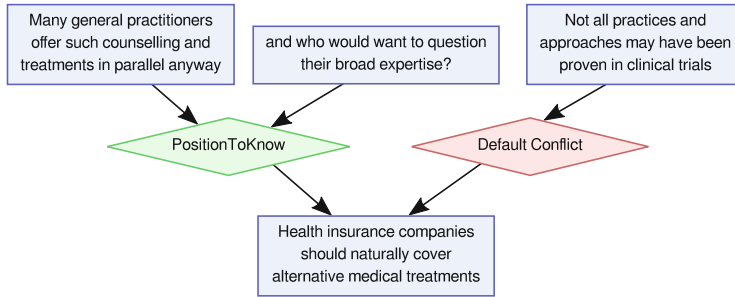 Many general practitioners
offer such counselling and
treatments in parallel anyway
and who would want to question
their broad expertise?
Not all practices and
approaches may have been
proven in clinical trials
PositionToKnow
Default Conflict
Health insurance companies
should naturally cover
alternative medical treatments